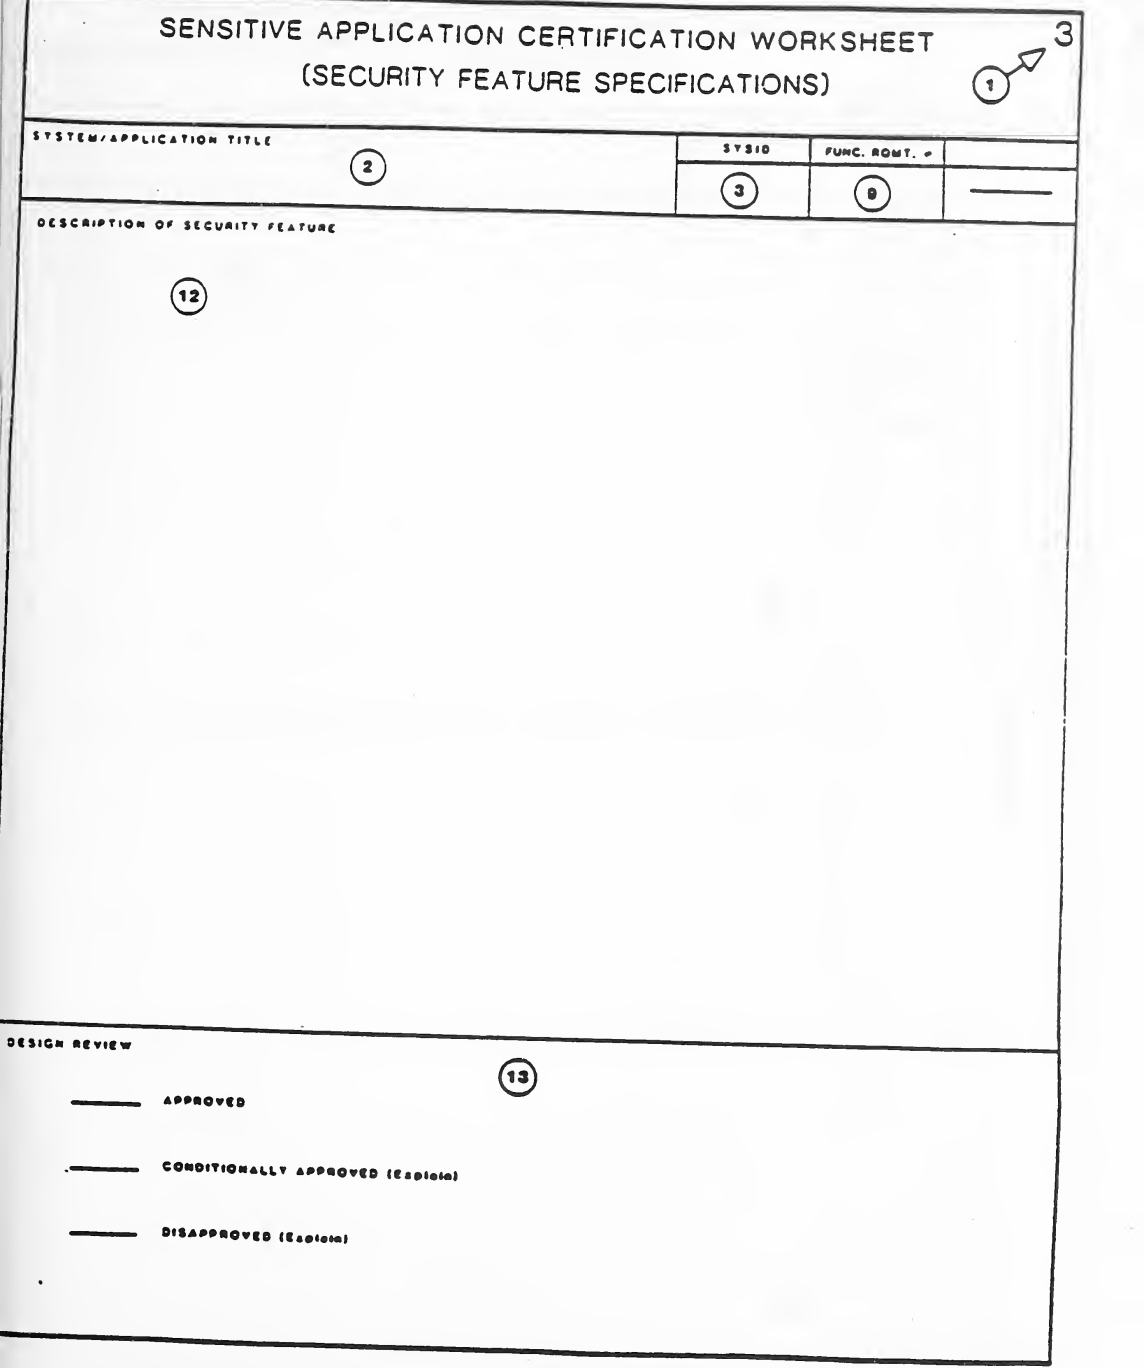 SENSITIVE APPLICATION CERTIFICATION WORKSHEET
3
(SECURITY FEATURE SPECIFICATIONS)
1
SYSTEM/APPLICATION TITLE
SYSID
FUNC. RQMT. #
2
3
9
DESCRIPTION OF SECURITY FEATURE
12
DESIGN REVIEW
13
APPROVED
CONDITIONALLY APPROVED (Explain)
DISAPPROVED (Explain)